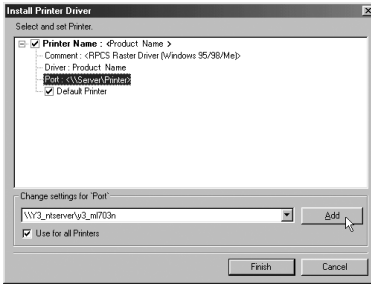 Install Printer Driver
Select and set Printer.
Printer Name : <Product Name >
Comment : <RPCS Raster Driver (Windows 95/98/Me)>
Driver : Product Name
Port : <\\Server\Printer>
Default Printer
Change settings for 'Port'
\\Y3_ntserver\y3_ml703n
Add
Use for all Printers
Finish
Cancel